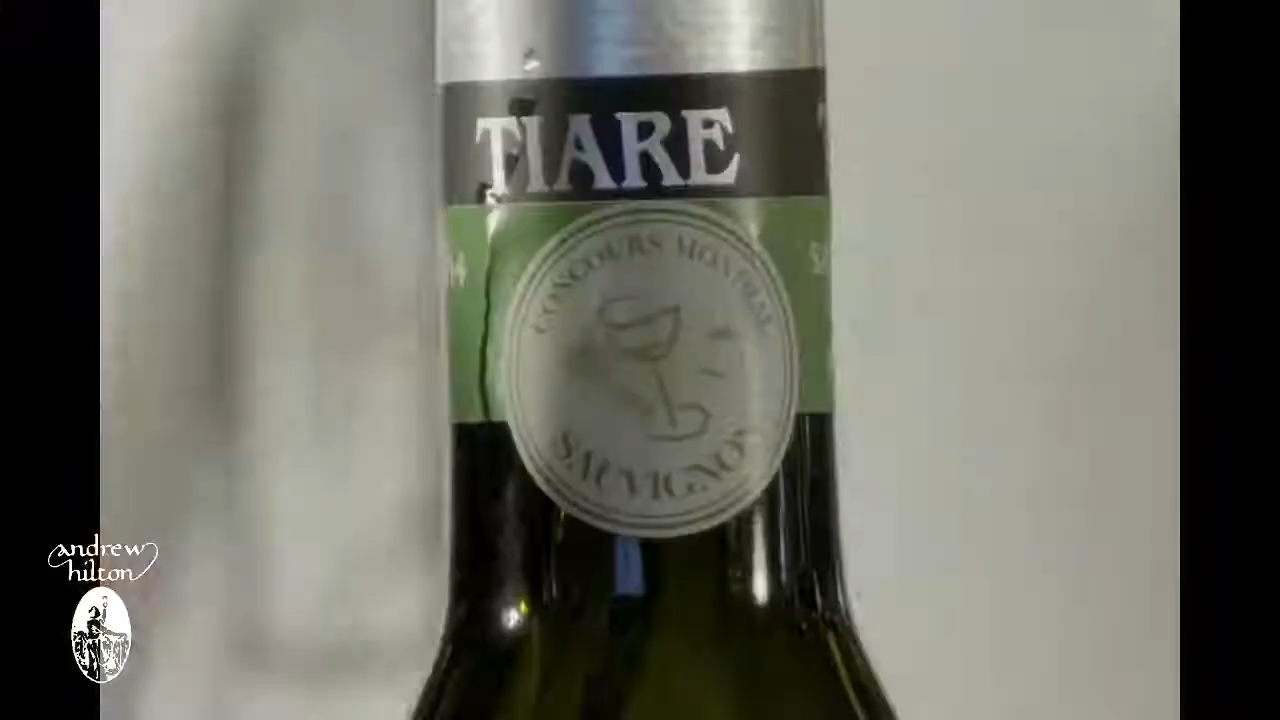 TIARE
CONCOURS MONDIAL
SAUVIGNON
andrew
hilton